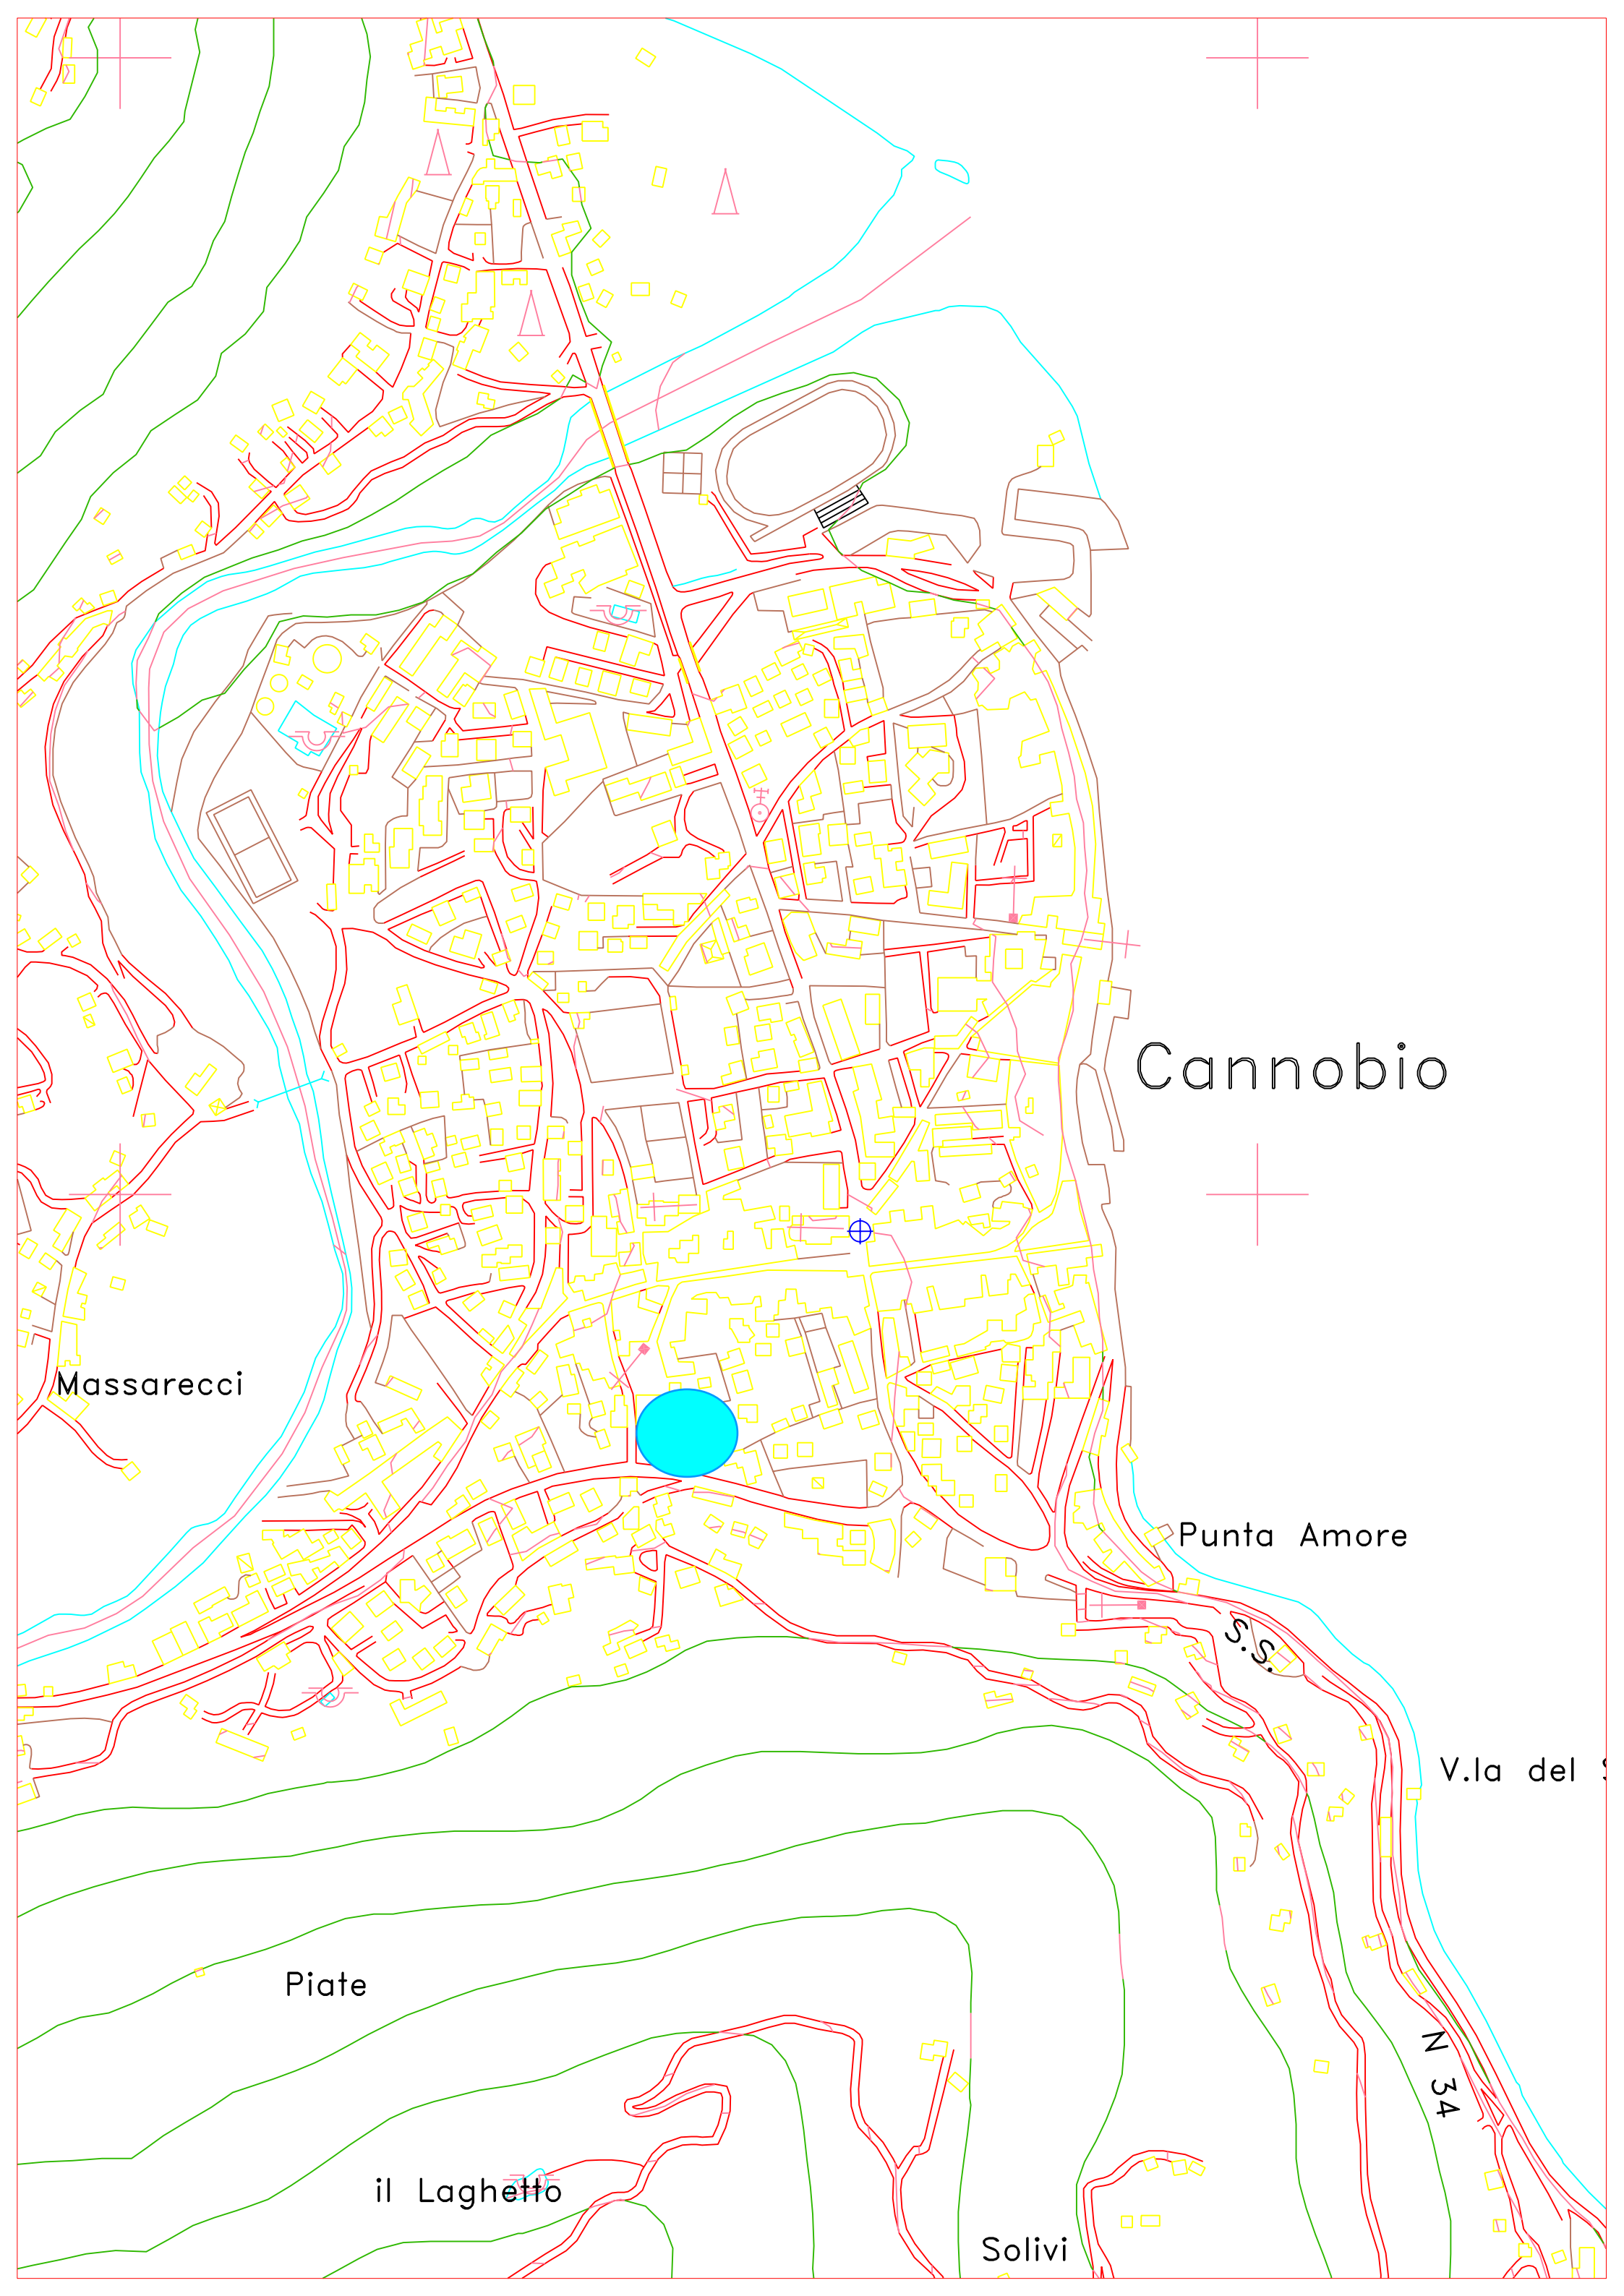 Cannobio
Massarecci
Punta Amore
S.S.
V.la del
Piate
N 34
il Laghetto
Solivi